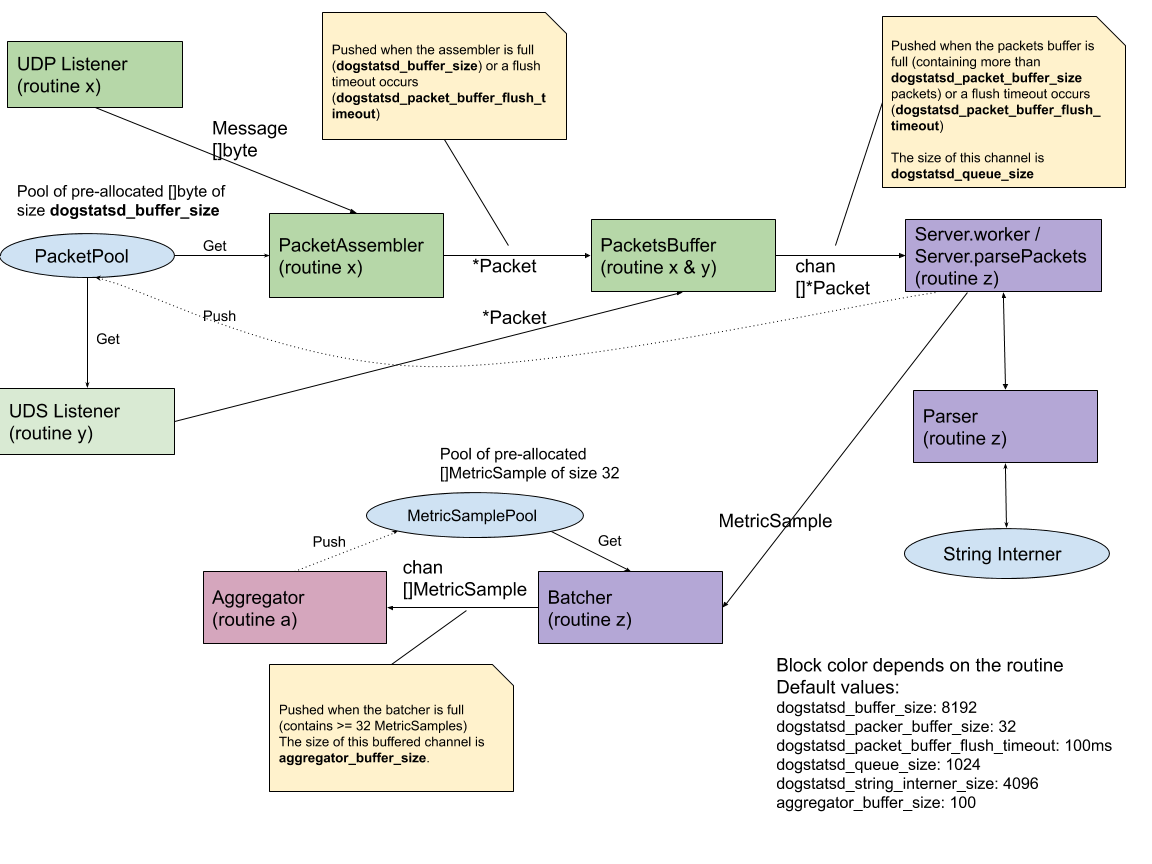 UDP Listener
(routine x)
Pushed when the assembler is full
(dogstatsd_buffer_size) or a flush
timeout occurs
(dogstatsd_packet_buffer_flush_t
imeout)
Pushed when the packets buffer is
full (containing more than
dogstatsd_packet_buffer_size
packets) or a flush timeout occurs
(dogstatsd_packet_buffer_flush_
timeout)
The size of this channel is
dogstatsd_queue_size
Message
[]byte
Pool of pre-allocated []byte of
size dogstatsd_buffer_size
PacketPool
Get
PacketAssembler
(routine x)
*Packet
PacketsBuffer
(routine x & y)
chan
[]*Packet
Server.worker /
Server.parsePackets
(routine z)
Push
*Packet
Get
UDS Listener
(routine y)
Parser
(routine z)
Pool of pre-allocated
[]MetricSample of size 32
MetricSamplePool
MetricSample
String Interner
Push
Get
chan
[]MetricSample
Aggregator
(routine a)
Batcher
(routine z)
Pushed when the batcher is full
(contains >= 32 MetricSamples)
The size of this buffered channel is
aggregator_buffer_size.
Block color depends on the routine
Default values:
dogstatsd_buffer_size: 8192
dogstatsd_packer_buffer_size: 32
dogstatsd_packet_buffer_flush_timeout: 100ms
dogstatsd_queue_size: 1024
dogstatsd_string_interner_size: 4096
aggregator_buffer_size: 100